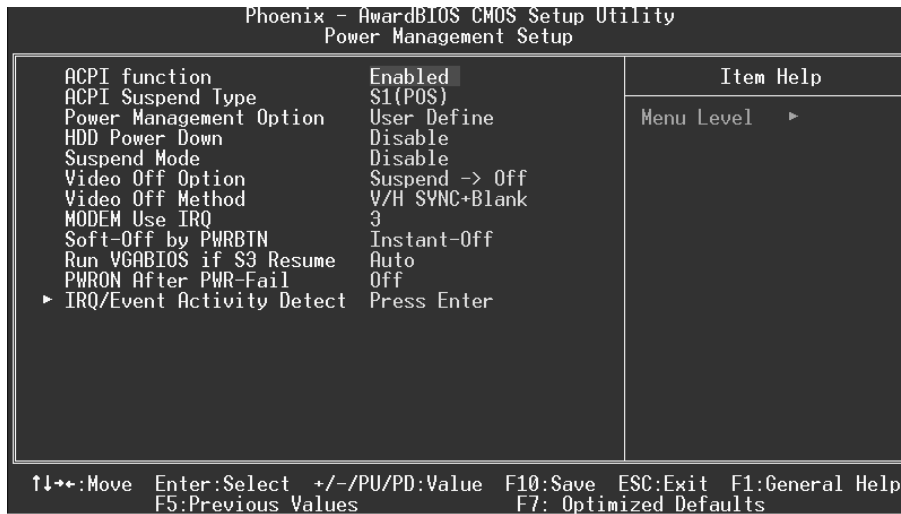 Phoenix - AwardBIOS CMOS Setup Utility
Power Management Setup
ACPI function Enabled
ACPI Suspend Type S1(POS)
Power Management Option User Define
HDD Power Down Disable
Suspend Mode Disable
Video Off Option Suspend -> Off
Video Off Method V/H SYNC+Blank
MODEM Use IRQ 3
Soft-Off by PWRBTN Instant-Off
Run VGABIOS if S3 Resume Auto
PWRON After PWR-Fail Off
► IRQ/Event Activity Detect Press Enter
Item Help
Menu Level ►
↑↓→←:Move Enter:Select +/-/PU/PD:Value F10:Save ESC:Exit F1:General Help
F5:Previous Values F7: Optimized Defaults